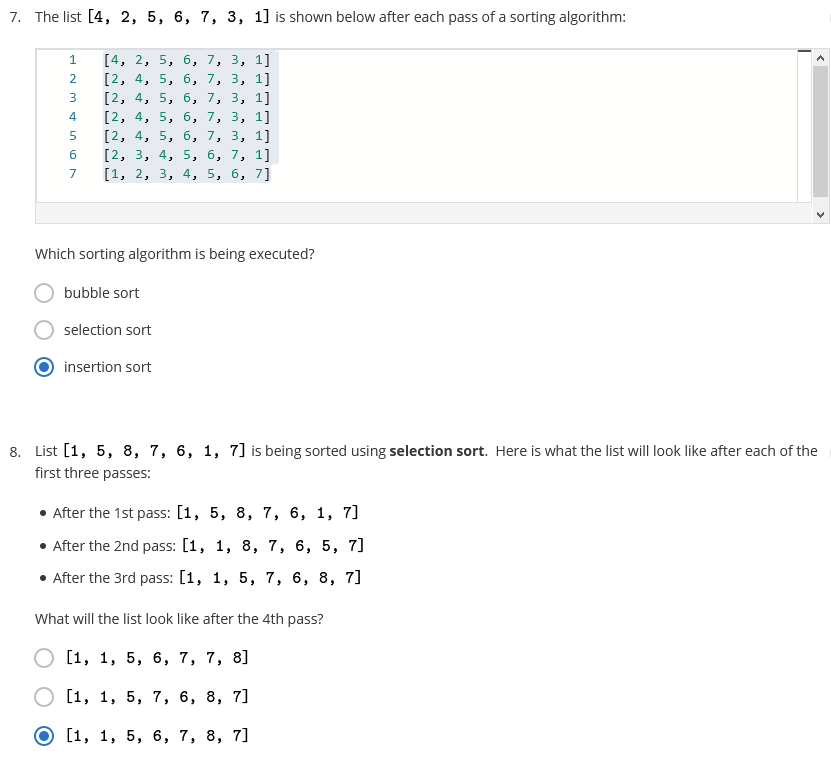 7. The list [4, 2, 5, 6, 7, 3, 1] is shown below after each pass of a sorting algorithm:
1 [4, 2, 5, 6, 7, 3, 1]
2 [2, 4, 5, 6, 7, 3, 1]
3 [2, 4, 5, 6, 7, 3, 1]
4 [2, 4, 5, 6, 7, 3, 1]
5 [2, 4, 5, 6, 7, 3, 1]
6 [2, 3, 4, 5, 6, 7, 1]
7 [1, 2, 3, 4, 5, 6, 7]
Which sorting algorithm is being executed?
bubble sort
selection sort
insertion sort
8. List [1, 5, 8, 7, 6, 1, 7] is being sorted using selection sort. Here is what the list will look like after each of the
first three passes:
• After the 1st pass: [1, 5, 8, 7, 6, 1, 7]
• After the 2nd pass: [1, 1, 8, 7, 6, 5, 7]
• After the 3rd pass: [1, 1, 5, 7, 6, 8, 7]
What will the list look like after the 4th pass?
[1, 1, 5, 6, 7, 7, 8]
[1, 1, 5, 7, 6, 8, 7]
[1, 1, 5, 6, 7, 8, 7]